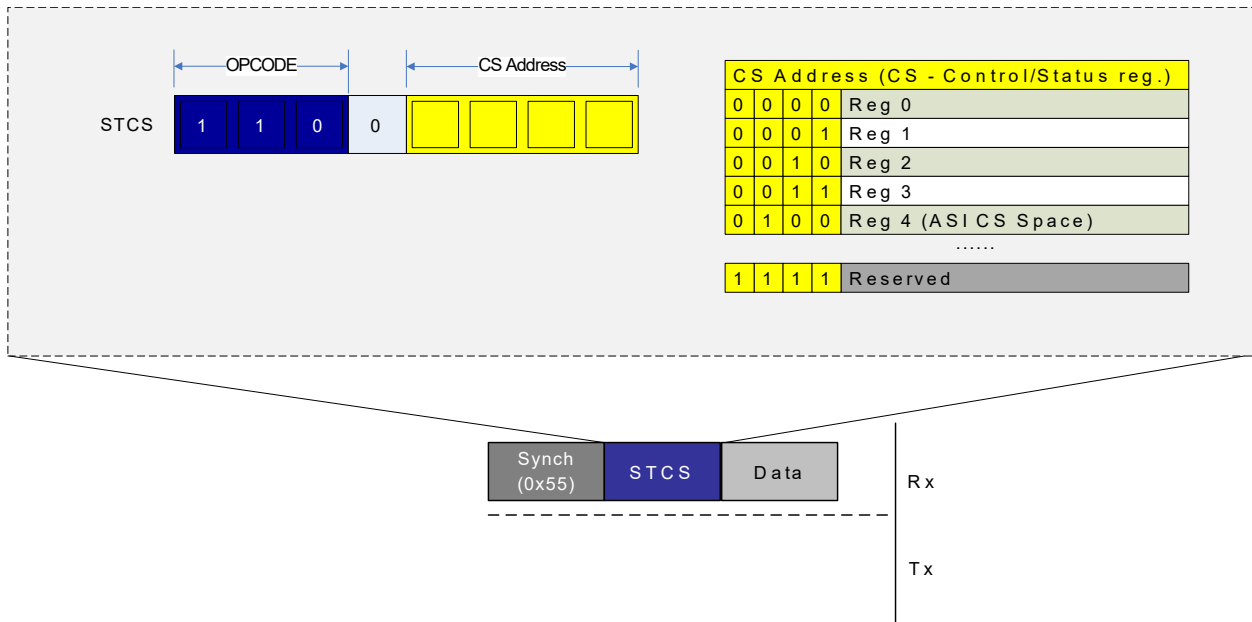 OPCODE CS Address
STCS 1 1 0 0
CS Address (CS - Control/Status reg.)
0 0 0 0 Reg 0
0 0 0 1 Reg 1
0 0 1 0 Reg 2
0 0 1 1 Reg 3
0 1 0 0 Reg 4 (ASI CS Space)
......
1 1 1 1 Reserved
Synch
(0x55)
STCS
Data
Rx
Tx